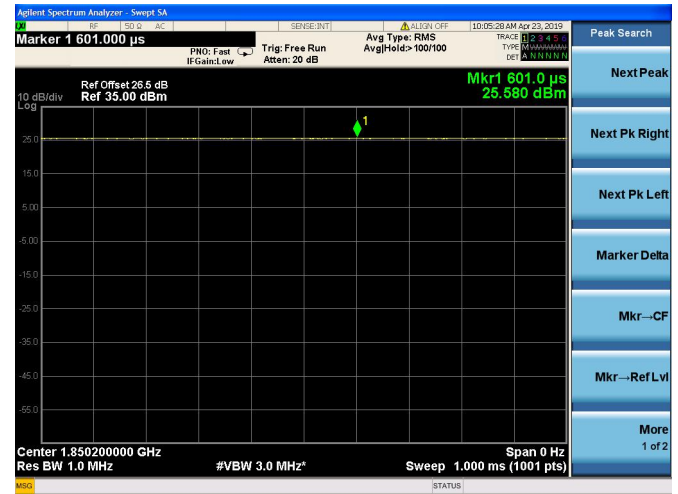 Agilent Spectrum Analyzer - Swept SA
RF 50 Ω AC SENSE:INT ALIGN OFF 10:05:28 AM Apr 23, 2019
Marker 1 601.000 µs
PNO: Fast
IFGain:Low
Trig: Free Run
Atten: 20 dB
Avg Type: RMS
Avg|Hold:>100/100
TRACE 1 2 3 4 5 6
TYPE M
DET A N N N N N
Ref Offset 26.5 dB
Ref 35.00 dBm
10 dB/div
Log
Mkr1 601.0 µs
25.580 dBm
1
25.0
15.0
5.00
-5.00
-15.0
-25.0
-35.0
-45.0
-55.0
Center 1.850200000 GHz
Span 0 Hz
Res BW 1.0 MHz
#VBW 3.0 MHz*
Sweep 1.000 ms (1001 pts)
MSG
STATUS
Peak Search
Next Peak
Next Pk Right
Next Pk Left
Marker Delta
Mkr→CF
Mkr→Ref Lvl
More
1 of 2